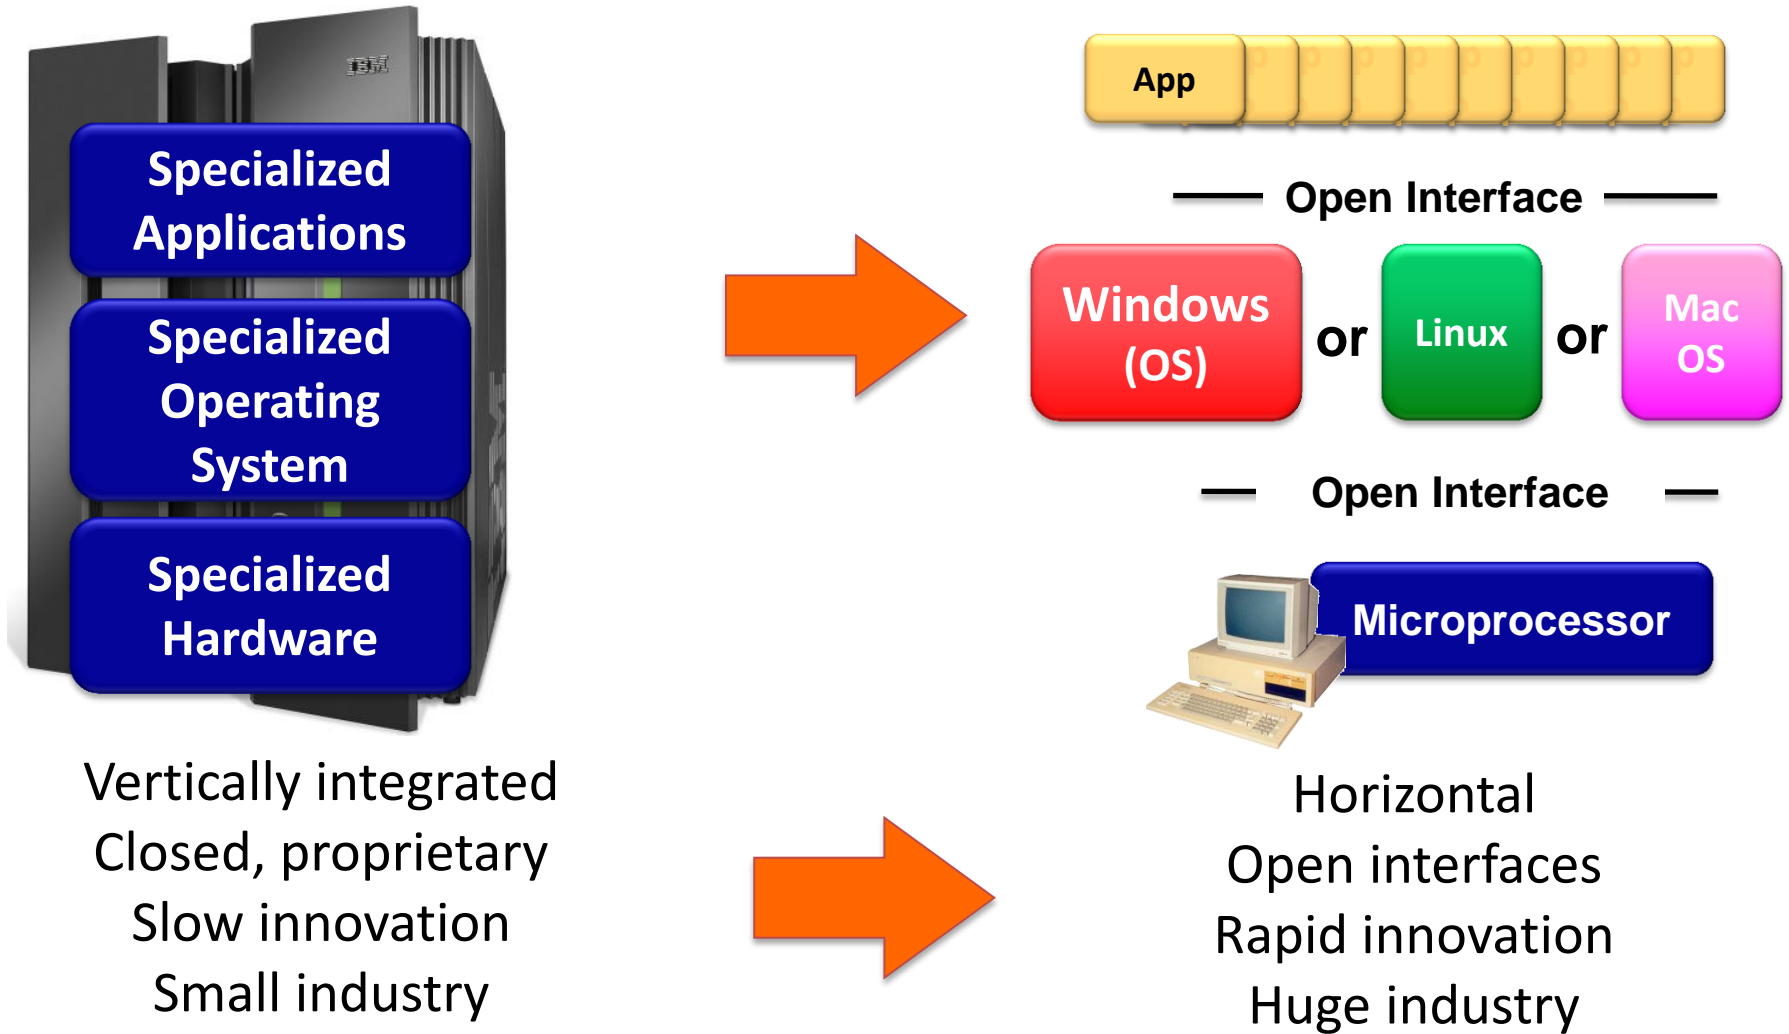 IBM
Specialized
Applications
Specialized
Operating
System
Specialized
Hardware
Vertically integrated
Closed, proprietary
Slow innovation
Small industry
App
Open Interface
Windows
(OS)
or
Linux
or
Mac
OS
Open Interface
Microprocessor
Horizontal
Open interfaces
Rapid innovation
Huge industry